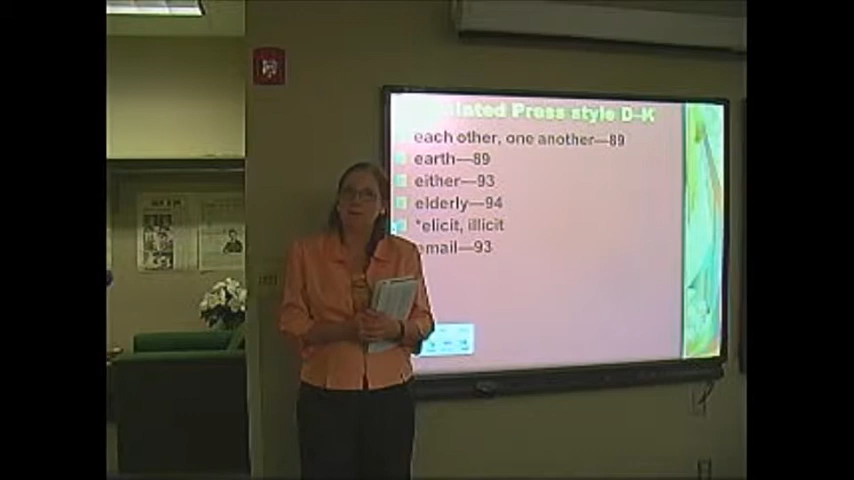 Press style D–K
each other, one another—89
earth—89
either—93
elderly—94
*elicit, illicit
email—93